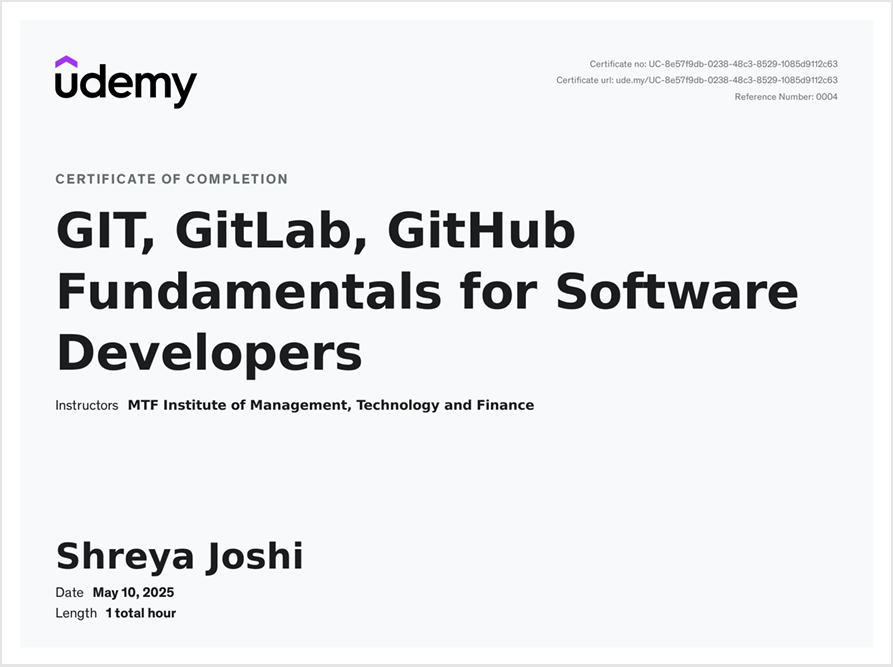 udemy
Certificate no: UC-8e57f9db-0238-48c3-8529-1085d9112c63
Certificate url: ude.my/UC-8e57f9db-0238-48c3-8529-1085d9112c63
Reference Number: 0004
CERTIFICATE OF COMPLETION
GIT, GitLab, GitHub
Fundamentals for Software
Developers
Instructors MTF Institute of Management, Technology and Finance
Shreya Joshi
Date May 10, 2025
Length 1 total hour